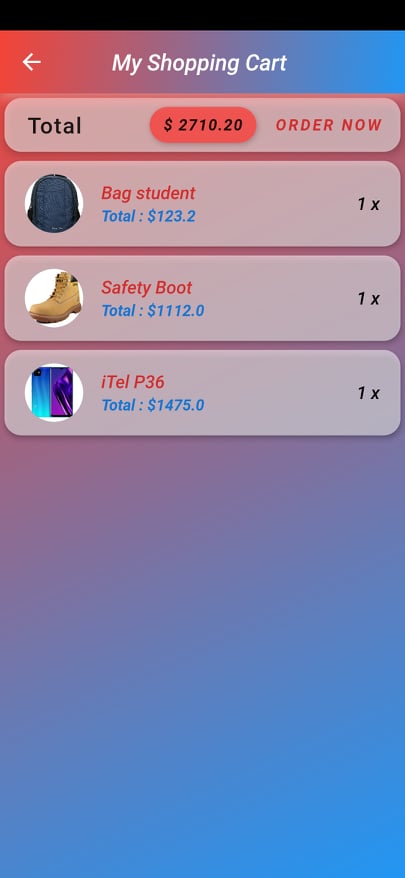 My Shopping Cart
Total $ 2710.20 ORDER NOW
Bag student
Total : $123.2
1 x
Safety Boot
Total : $1112.0
1 x
iTel P36
Total : $1475.0
1 x